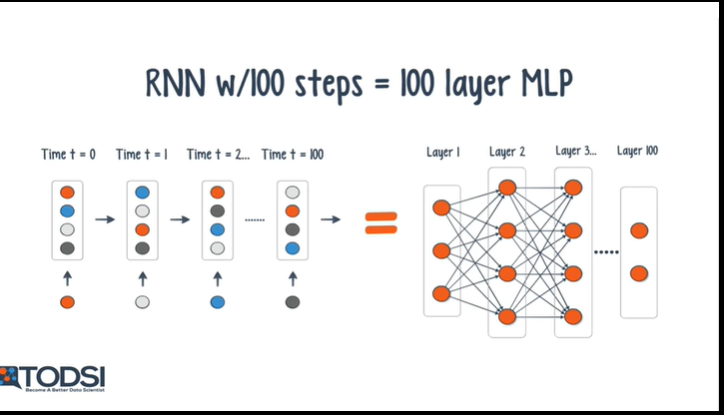 RNN w/100 steps = 100 layer MLP
Time t = 0 Time t = 1 Time t = 2... Time t = 100
Layer 1 Layer 2 Layer 3... Layer 100
TODSI
Become A Better Data Scientist